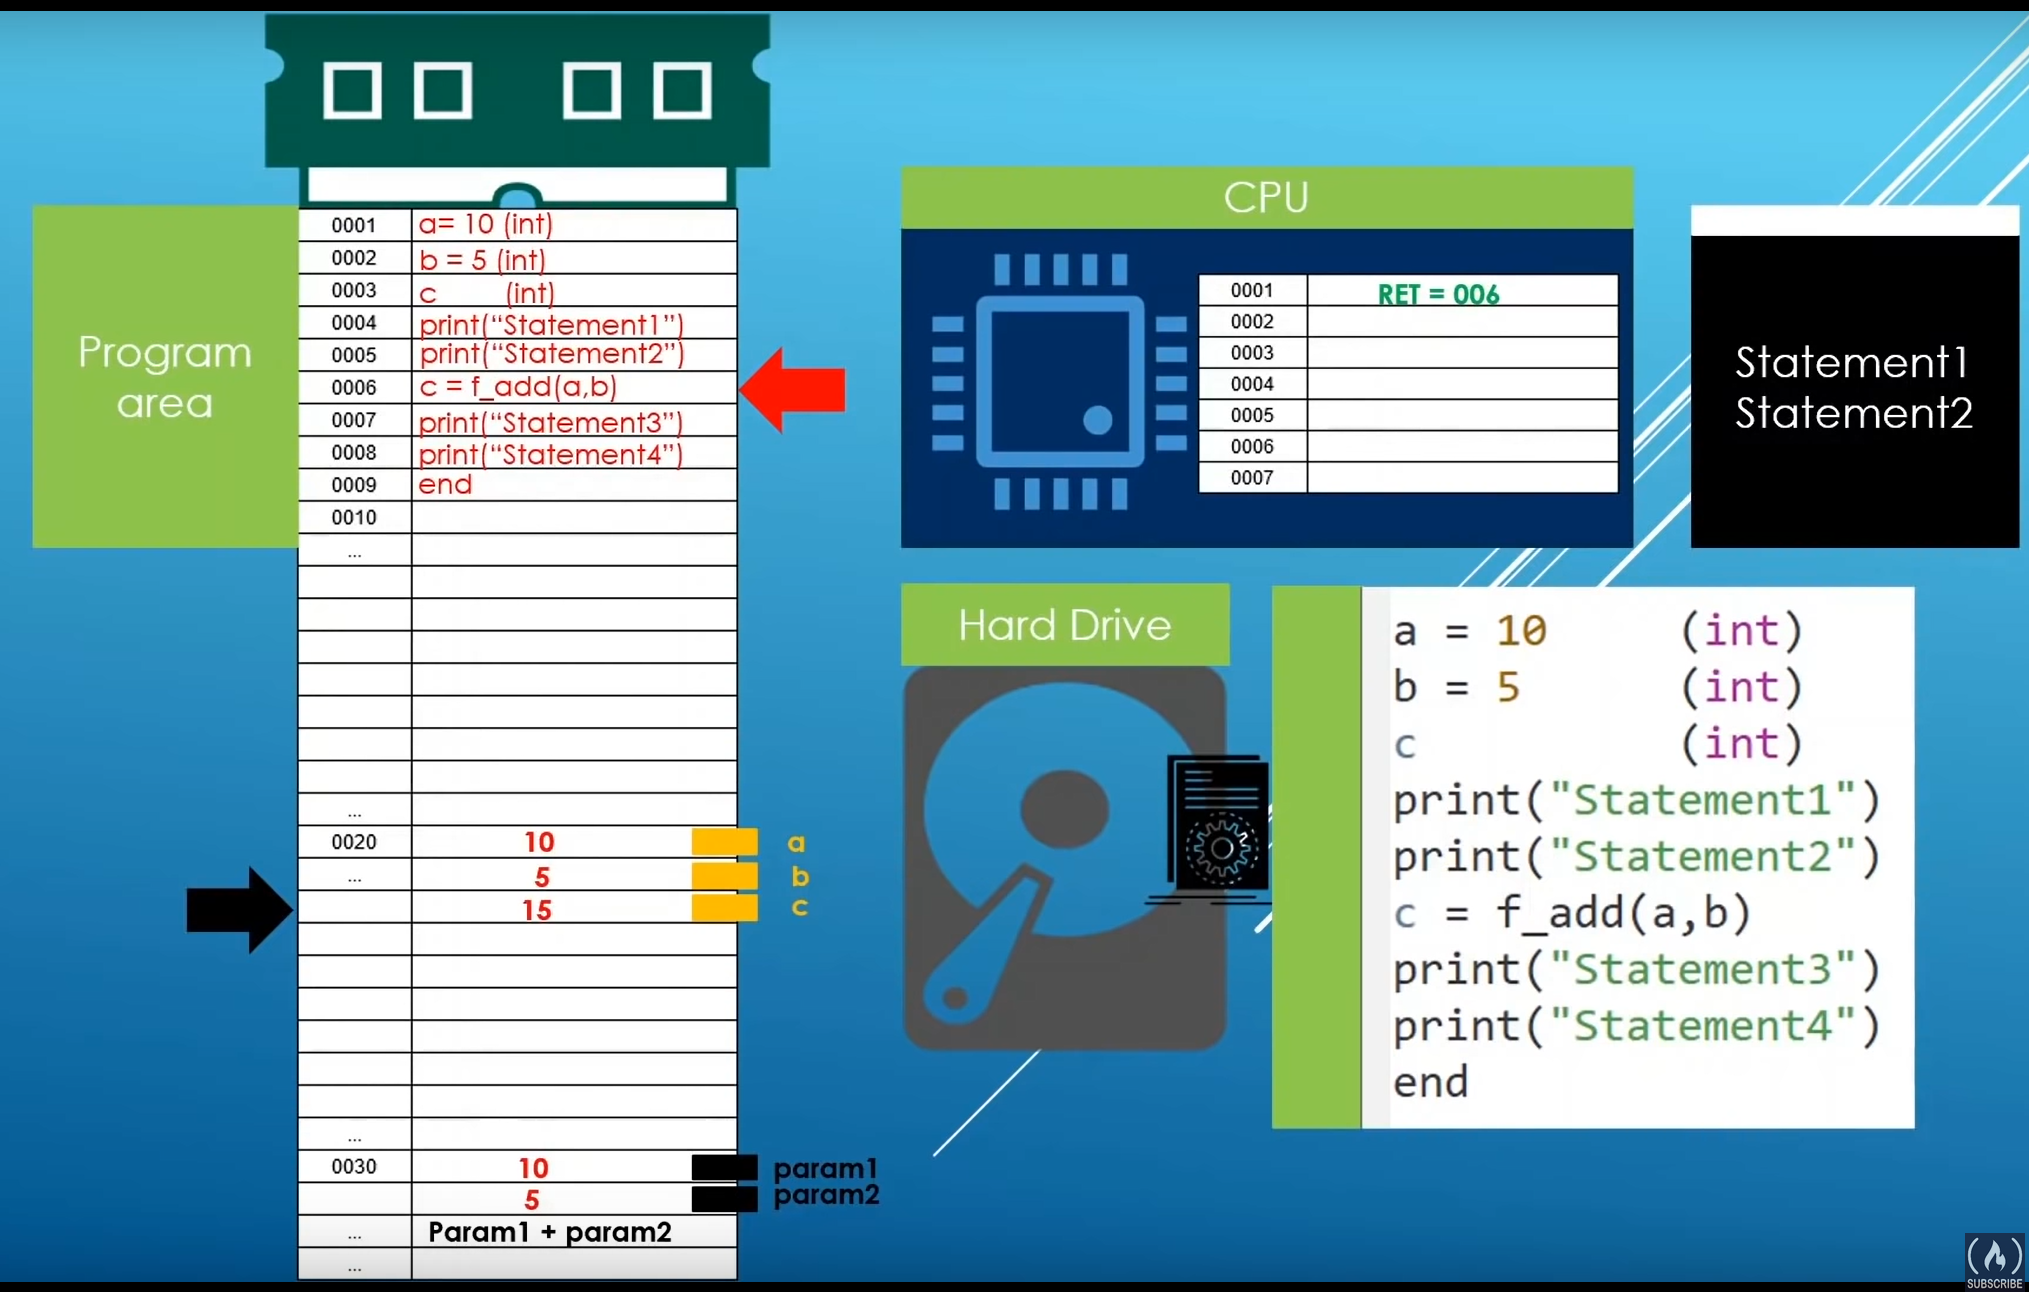 Program
area
0001 a= 10 (int)
0002 b = 5 (int)
0003 c (int)
0004 print(“Statement1”)
0005 print(“Statement2”)
0006 c = f_add(a,b)
0007 print(“Statement3”)
0008 print(“Statement4”)
0009 end
0010
...
...
0020 10 a
... 5 b
15 c
...
0030 10 param1
5 param2
... Param1 + param2
...
CPU
0001 RET = 006
0002
0003
0004
0005
0006
0007
Statement1
Statement2
Hard Drive
a = 10 (int)
b = 5 (int)
c (int)
print("Statement1")
print("Statement2")
c = f_add(a,b)
print("Statement3")
print("Statement4")
end
SUBSCRIBE